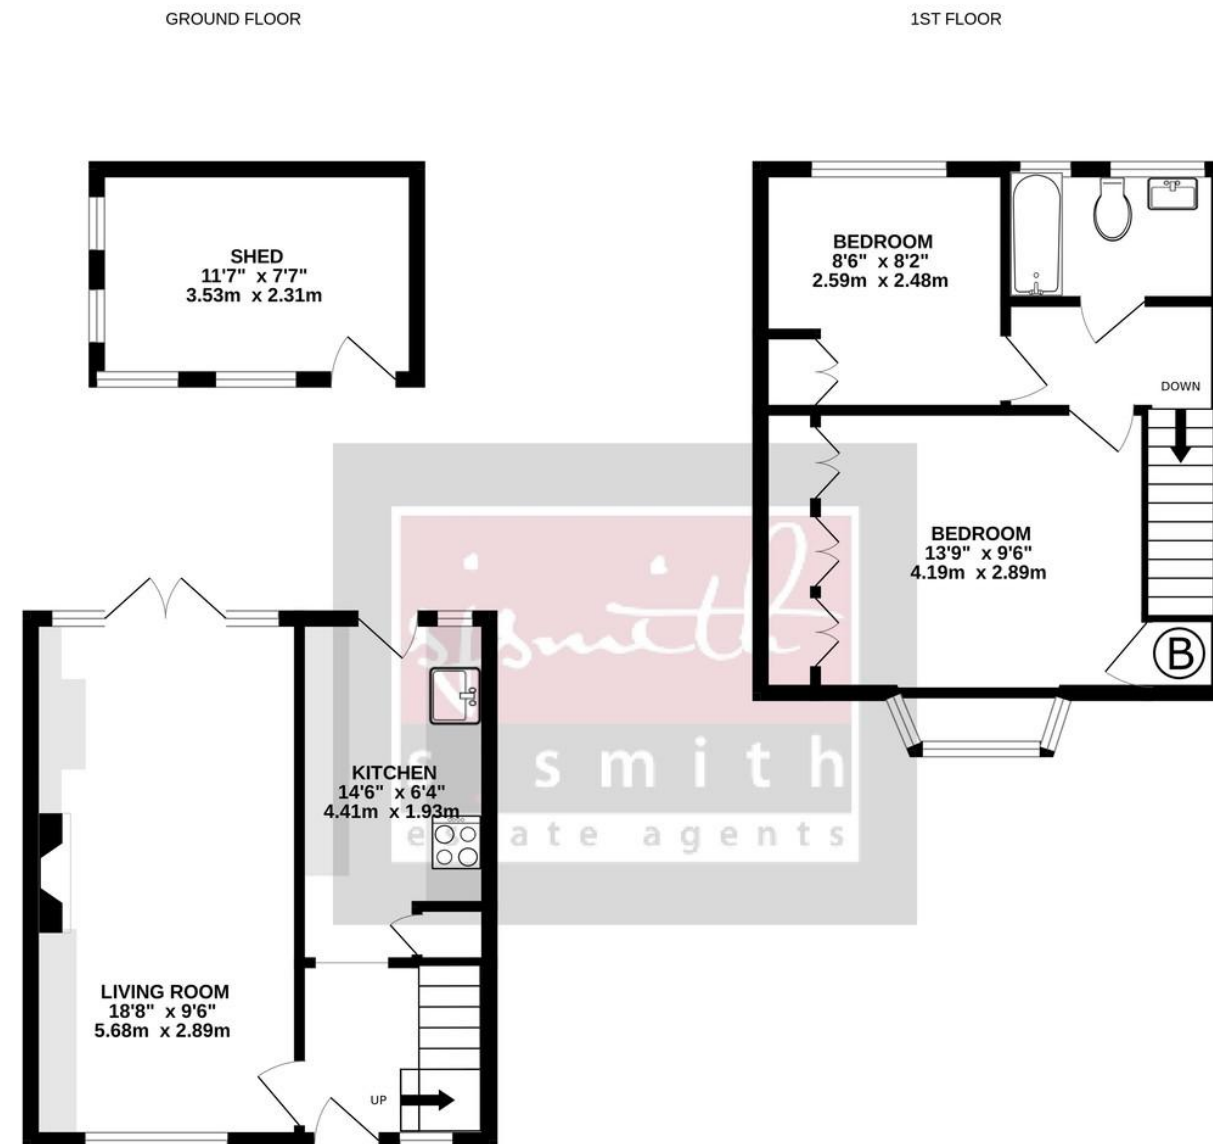 GROUND FLOOR
1ST FLOOR
SHED
11'7" x 7'7"
3.53m x 2.31m
BEDROOM
8'6" x 8'2"
2.59m x 2.48m
DOWN
BEDROOM
13'9" x 9'6"
4.19m x 2.89m
B
sjsmith
s j smith
estate agents
KITCHEN
14'6" x 6'4"
4.41m x 1.93m
LIVING ROOM
18'8" x 9'6"
5.68m x 2.89m
UP